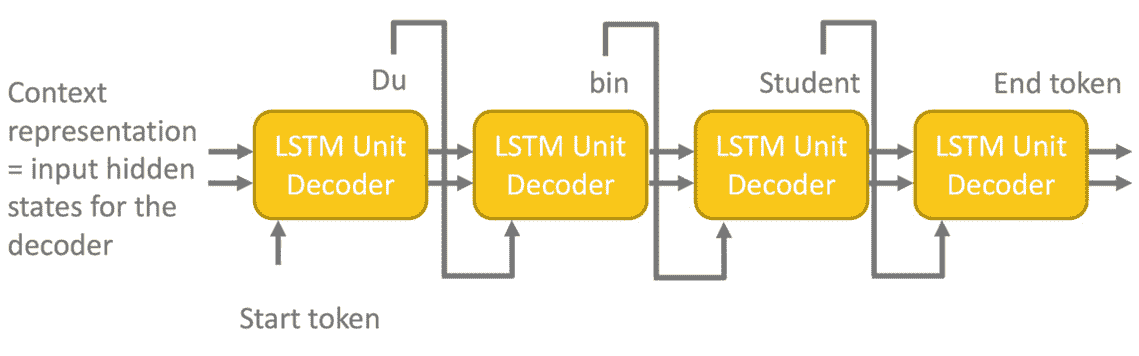 Context
representation
= input hidden
states for the
decoder
Du
bin
Student
End token
LSTM Unit
Decoder
LSTM Unit
Decoder
LSTM Unit
Decoder
LSTM Unit
Decoder
Start token